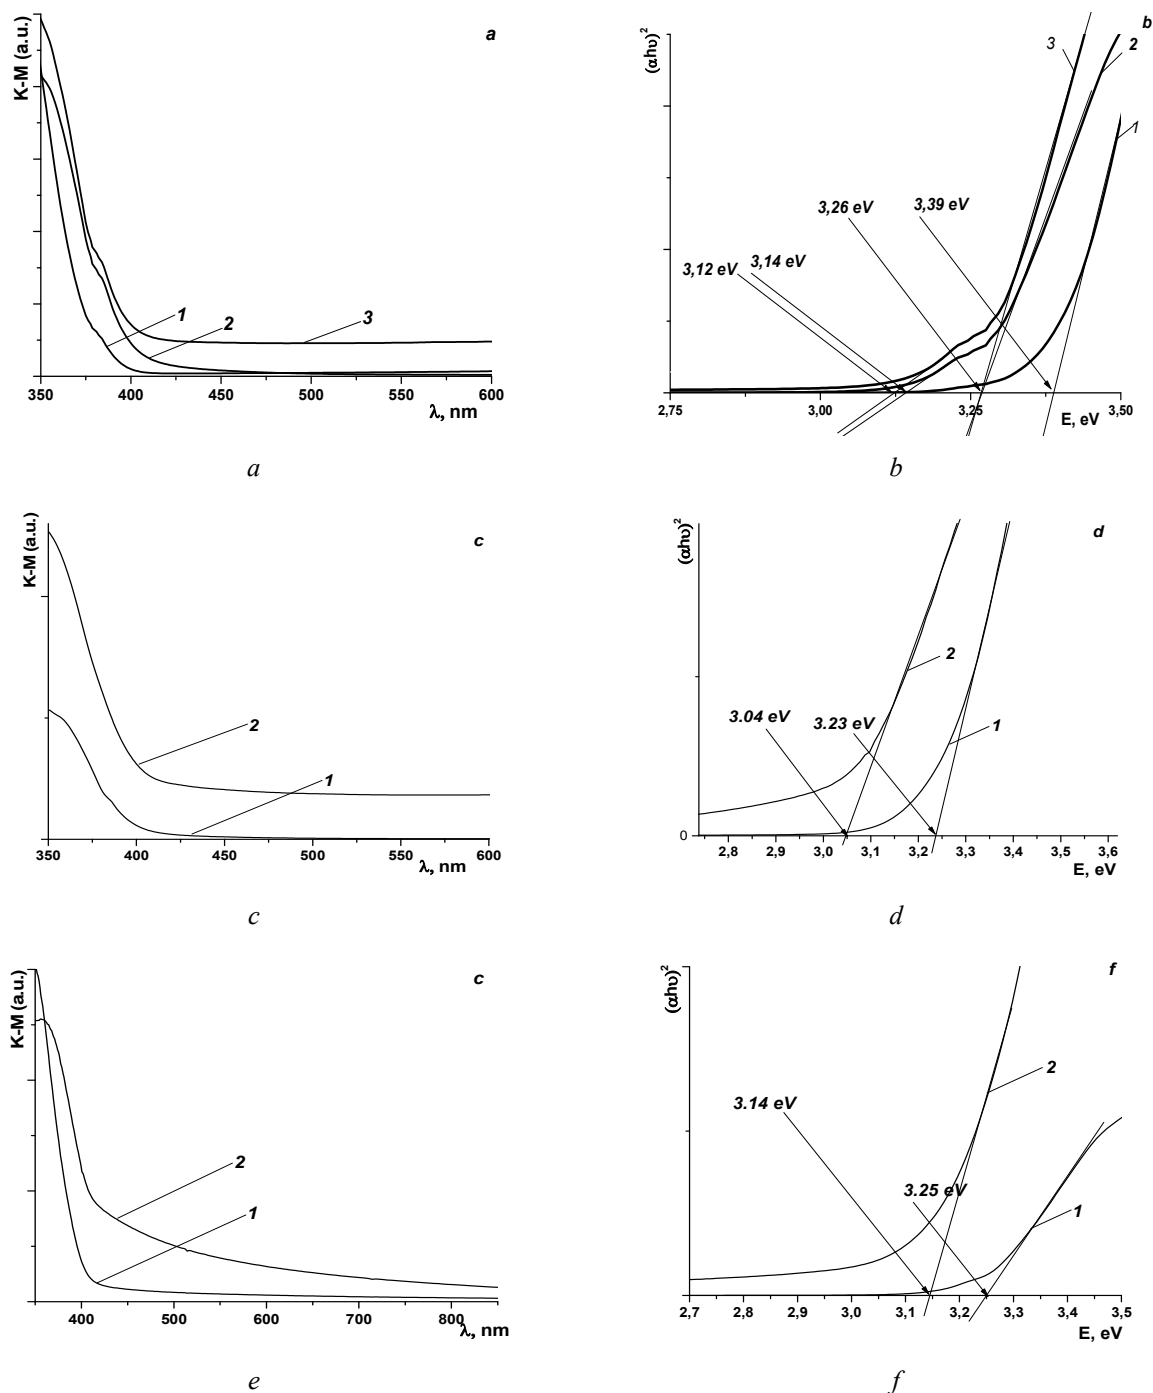 a
K-M (a.u.)
1
2
3
350 400 450 500 550 600
λ, nm
a
b
(αhυ)²
3
2
1
3,26 eV
3,39 eV
3,12 eV
3,14 eV
2,75 3,00 3,25 3,50
E, eV
b
c
K-M (a.u.)
2
1
350 400 450 500 550 600
λ, nm
c
d
(αhυ)²
2
1
3.04 eV
3.23 eV
0
2,8 2,9 3,0 3,1 3,2 3,3 3,4 3,5 3,6
E, eV
d
c
K-M (a.u.)
2
1
400 500 600 700 800
λ, nm
e
f
(αhυ)²
2
3.14 eV
3.25 eV
1
2,7 2,8 2,9 3,0 3,1 3,2 3,3 3,4 3,5
E, eV
f